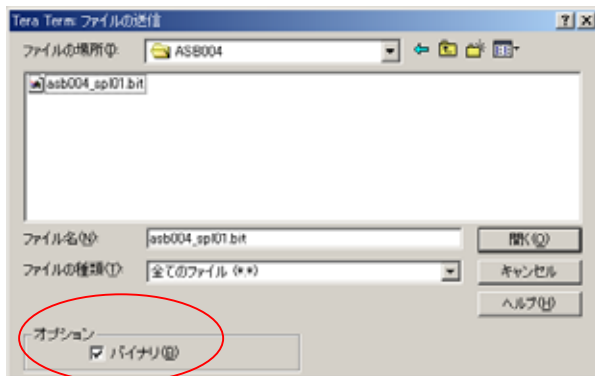 Tera Term: ファイルの送信
ファイルの場所(I): ASB004
asb004_spl01.bit
ファイル名(N): asb004_spl01.bit 開く(O)
ファイルの種類(T): 全てのファイル (*.*) キャンセル
ヘルプ(H)
オプション
バイナリ(B)